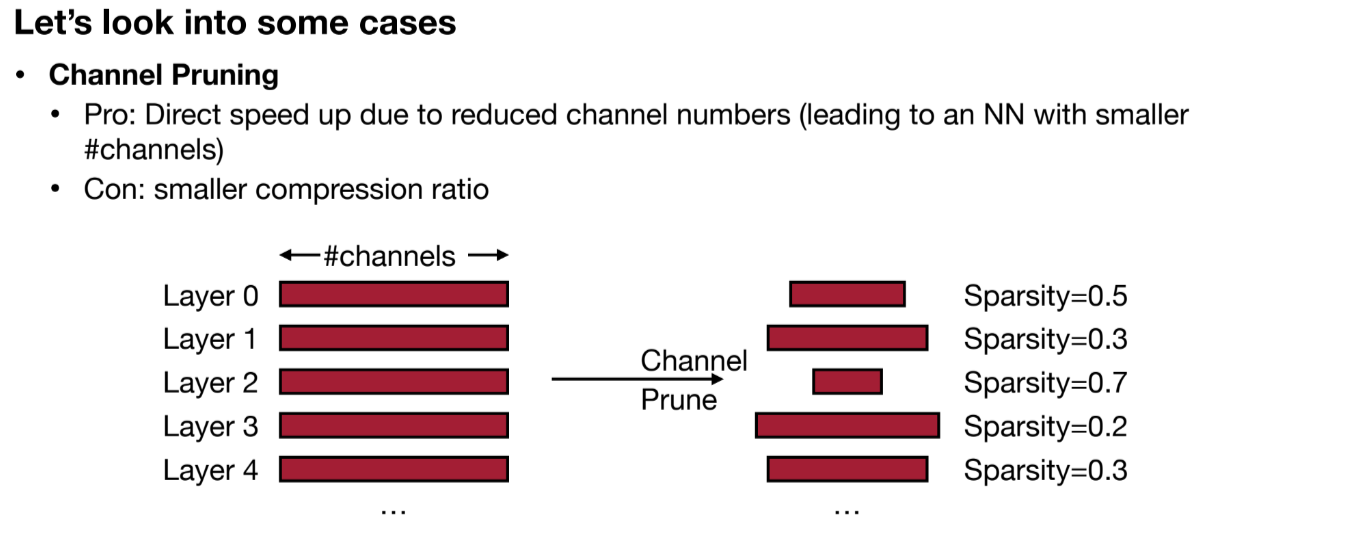 Let’s look into some cases
• Channel Pruning
• Pro: Direct speed up due to reduced channel numbers (leading to an NN with smaller
#channels)
• Con: smaller compression ratio
#channels
Layer 0
Layer 1
Layer 2
Layer 3
Layer 4
...
Channel
Prune
Sparsity=0.5
Sparsity=0.3
Sparsity=0.7
Sparsity=0.2
Sparsity=0.3
...